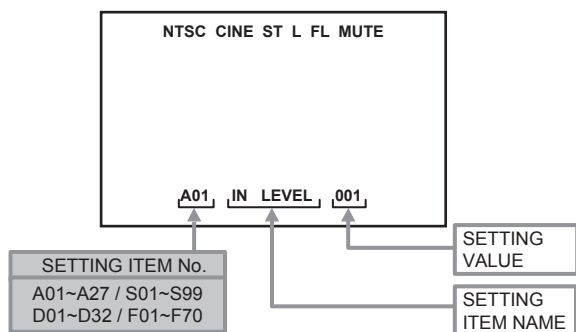 NTSC CINE ST L FL MUTE
A01 IN LEVEL 001
SETTING ITEM No.
A01~A27 / S01~S99
D01~D32 / F01~F70
SETTING
VALUE
SETTING
ITEM NAME